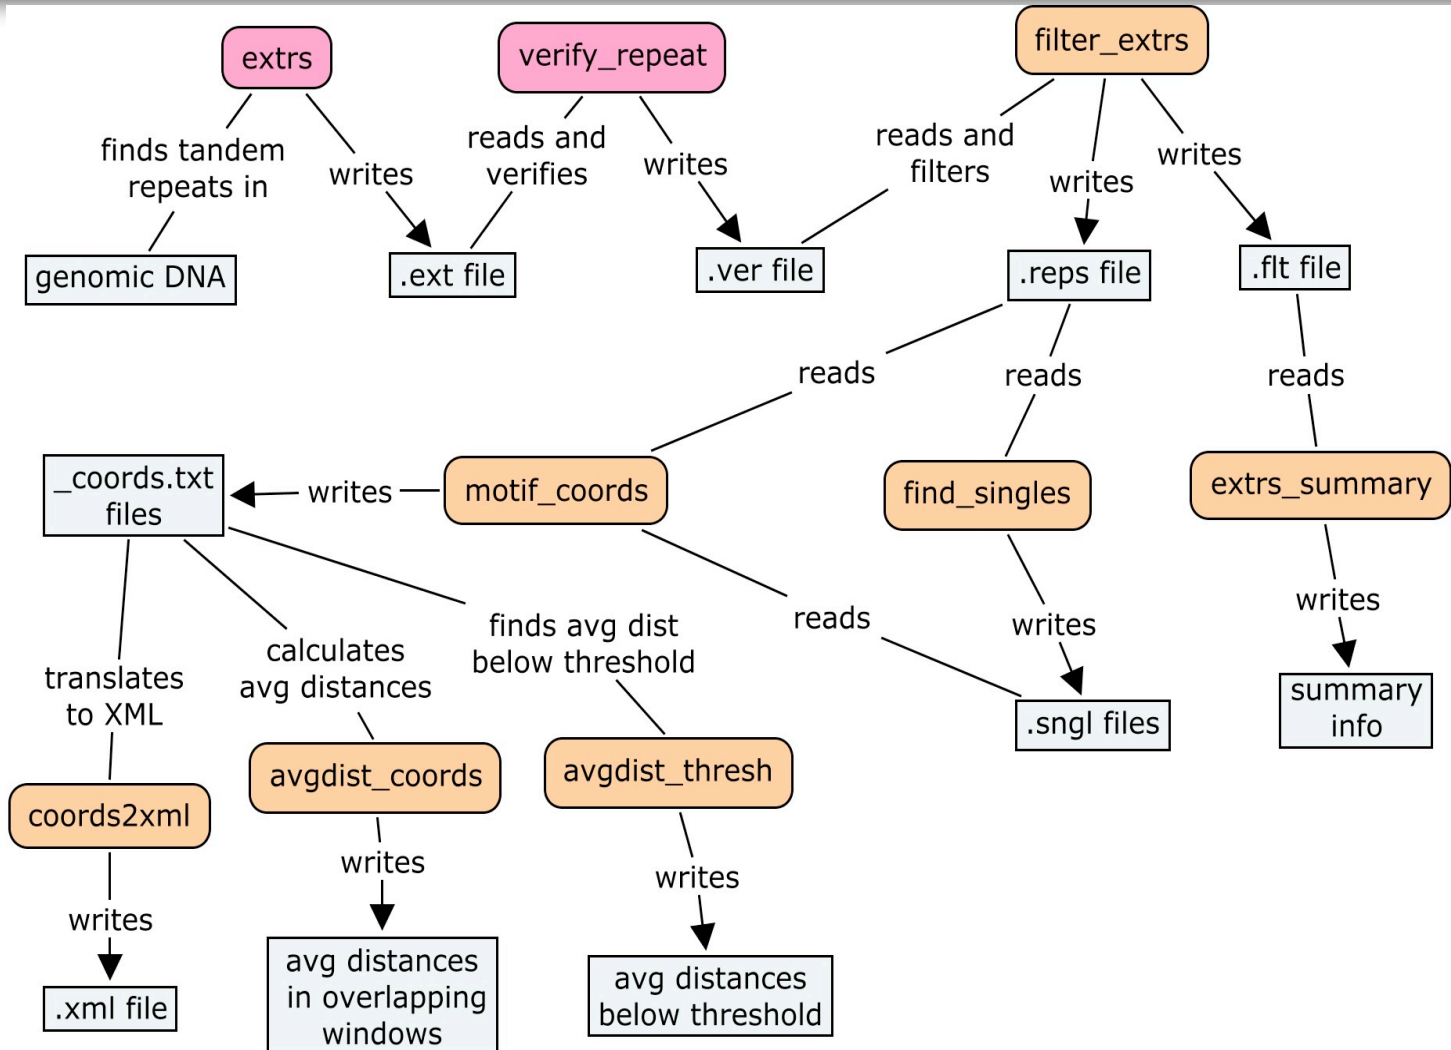 extrs
verify_repeat
filter_extrs
finds tandem
repeats in
writes
reads and
verifies
writes
reads and
filters
writes
writes
genomic DNA
.ext file
.ver file
.reps file
.flt file
reads
reads
reads
_coords.txt
files
writes
motif_coords
find_singles
extrs_summary
translates
to XML
calculates
avg distances
finds avg dist
below threshold
reads
writes
writes
coords2xml
avgdist_coords
avgdist_thresh
.sngl files
summary
info
writes
writes
writes
.xml file
avg distances
in overlapping
windows
avg distances
below threshold